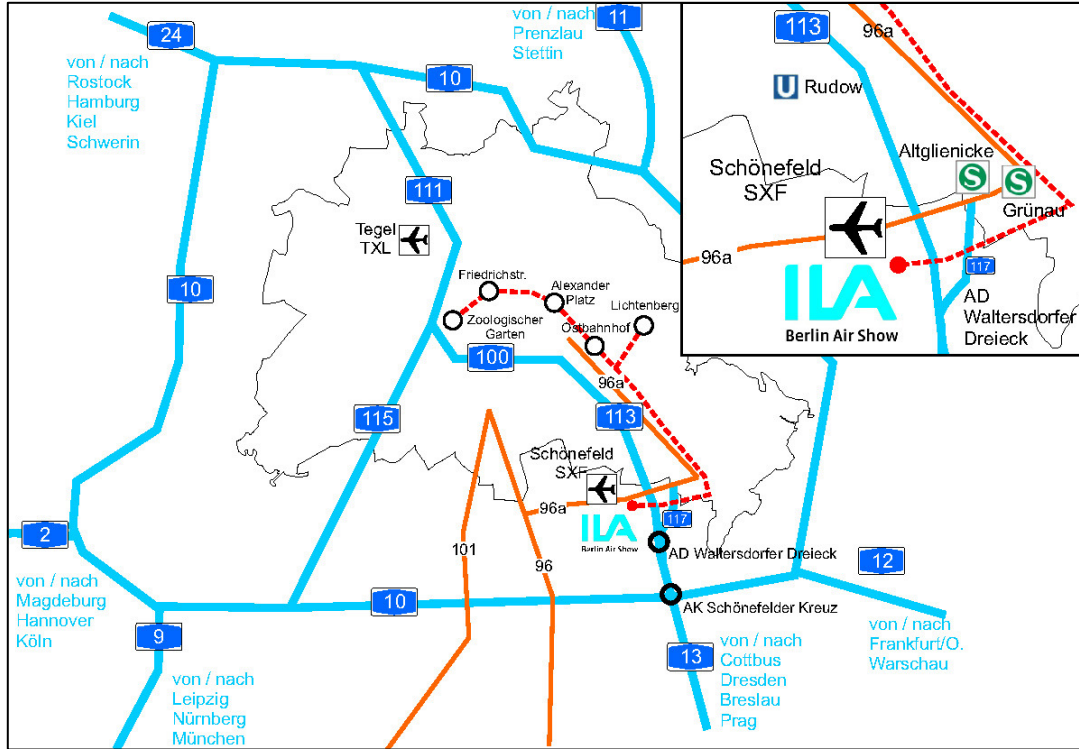 24
von / nach
Rostock
Hamburg
Kiel
Schwerin
10
von / nach
Prenzlau
Stettin
11
111
Tegel
TXL
10
Friedrichstr.
Zoologischer
Garten
Alexander
Platz
Ostbahnhof
Lichtenberg
100
96a
113
115
Schönefeld
SXF
96a
ILA
Berlin Air Show
117
AD Waltersdorfer Dreieck
AK Schönefelder Kreuz
101
96
10
2
von / nach
Magdeburg
Hannover
Köln
9
von / nach
Leipzig
Nürnberg
München
13
von / nach
Cottbus
Dresden
Breslau
Prag
12
von / nach
Frankfurt/O.
Warschau
113
96a
U Rudow
Altglienicke
S
S
Grünau
Schönefeld
SXF
96a
117
ILA
Berlin Air Show
AD
Waltersdorfer
Dreieck